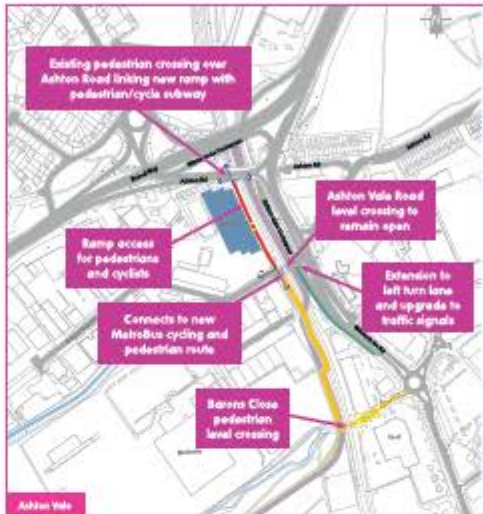 Existing pedestrian crossing over
Ashton Road linking new ramp with
pedestrian/cycle subway
Ashton Vale Road
level crossing to
remain open
Ramp access
for pedestrians
and cyclists
Extension to
left turn lane
and upgrade to
traffic signals
Connects to new
MetroBus cycling and
pedestrian route
Barons Close
pedestrian
level crossing
Ashton Vale